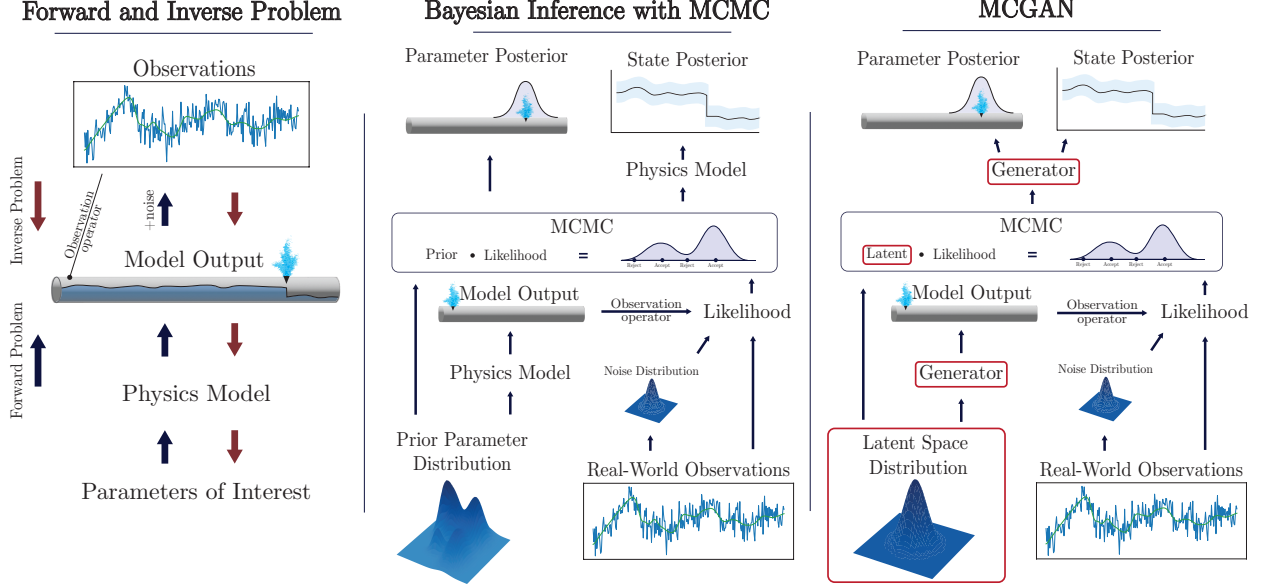 Forward and Inverse Problem
Observations
Inverse Problem
Observation
operator
+noise
Model Output
Forward Problem
Physics Model
Parameters of Interest
Bayesian Inference with MCMC
Parameter Posterior
State Posterior
Physics Model
MCMC
Prior • Likelihood =
Reject Accept Reject Accept
Model Output
Observation
operator
Likelihood
Physics Model
Noise Distribution
Prior Parameter
Distribution
Real-World Observations
MCGAN
Parameter Posterior
State Posterior
Generator
MCMC
Latent • Likelihood =
Reject Accept Reject Accept
Model Output
Observation
operator
Likelihood
Generator
Noise Distribution
Latent Space
Distribution
Real-World Observations